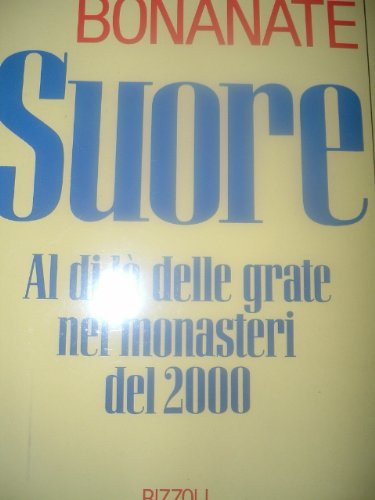 BONANATE
Suore
Al di là delle grate
nei monasteri
del 2000
RIZZOLI